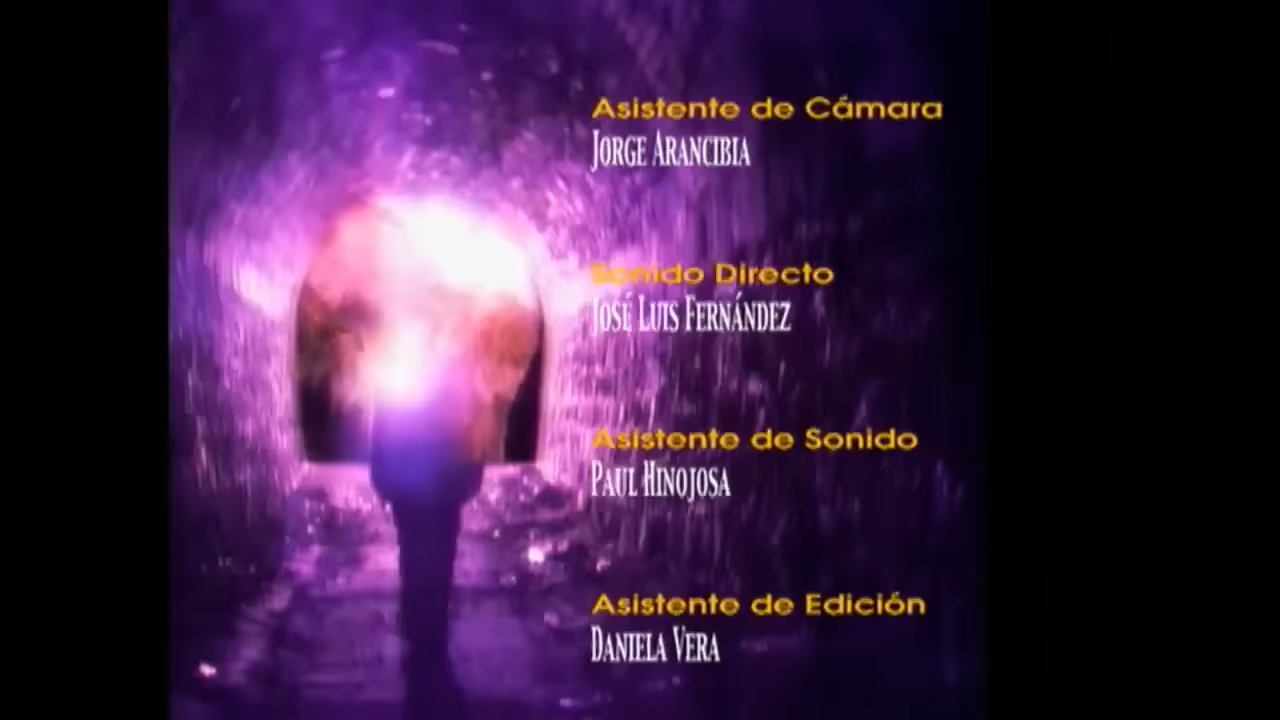 Asistente de Cámara
JORGE ARANCIBIA
Sonido Directo
JOSÉ LUIS FERNÁNDEZ
Asistente de Sonido
PAUL HINOJOSA
Asistente de Edición
DANIELA VERA